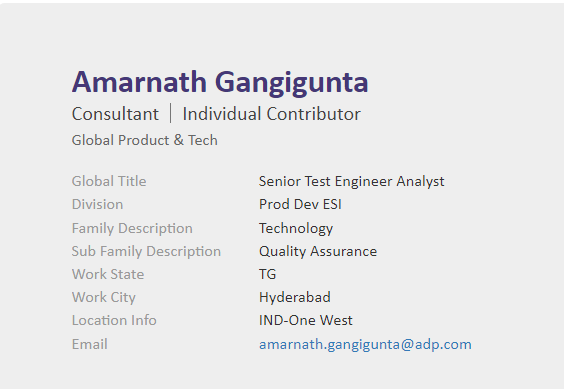 Amarnath Gangigunta
Consultant | Individual Contributor
Global Product & Tech
Global Title Senior Test Engineer Analyst
Division Prod Dev ESI
Family Description Technology
Sub Family Description Quality Assurance
Work State TG
Work City Hyderabad
Location Info IND-One West
Email amarnath.gangigunta@adp.com